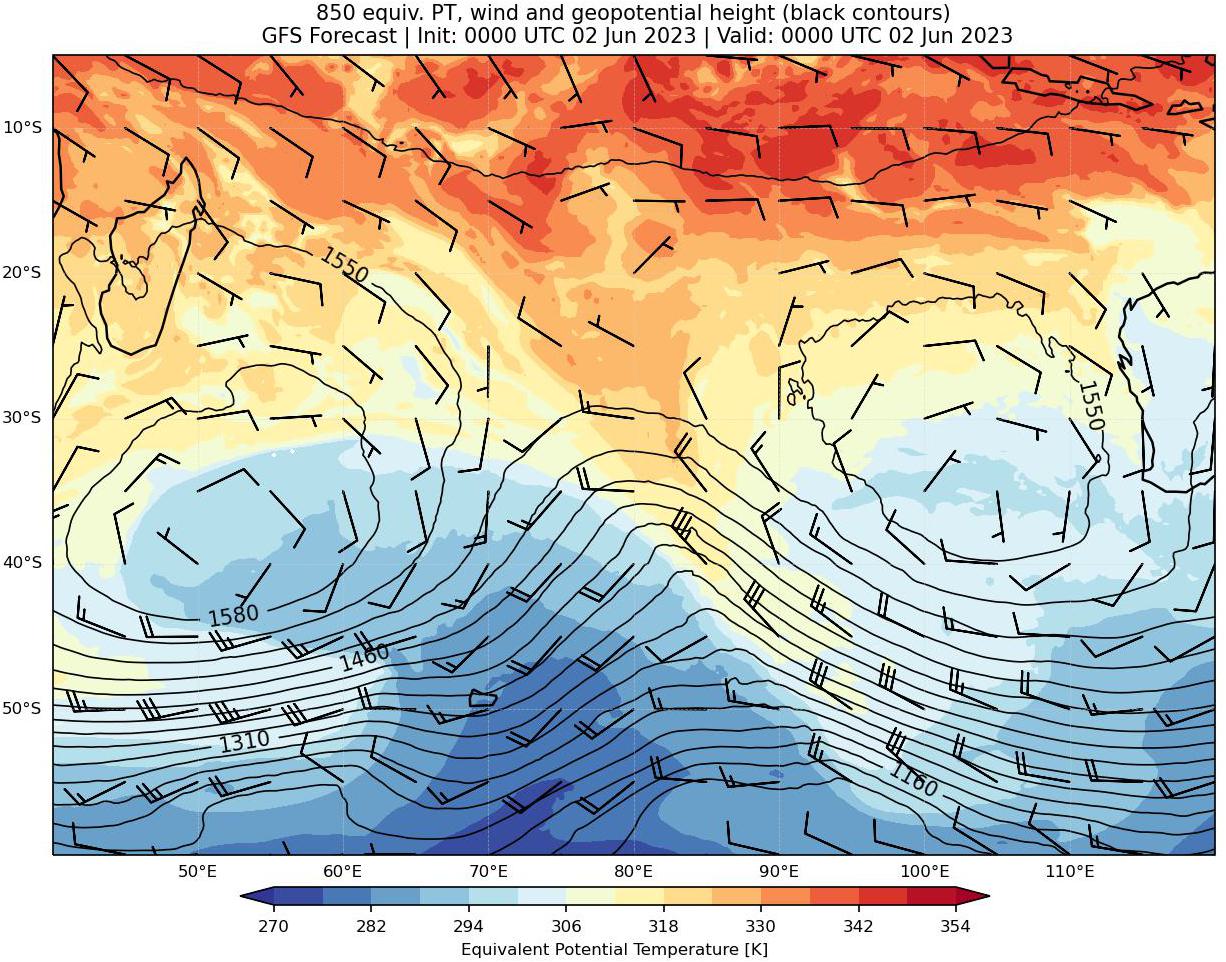 850 equiv. PT, wind and geopotential height (black contours)
GFS Forecast | Init: 0000 UTC 02 Jun 2023 | Valid: 0000 UTC 02 Jun 2023
10°S
20°S
30°S
40°S
50°S
1550
1550
1580
1460
1310
1160
50°E
60°E
70°E
80°E
90°E
100°E
110°E
270
282
294
306
318
330
342
354
Equivalent Potential Temperature [K]